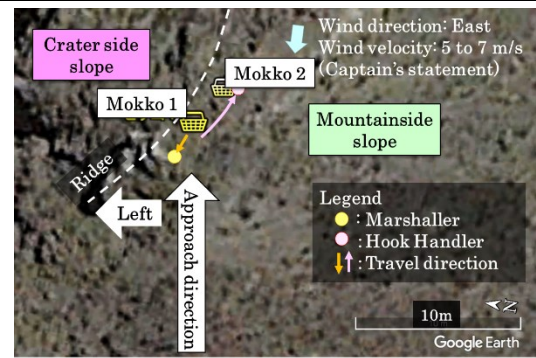 Wind direction: East
Wind velocity: 5 to 7 m/s
(Captain's statement)
Crater side
slope
Mokko 2
Mokko 1
Mountainside
slope
Ridge
Left
Approach direction
Legend
: Marshaller
: Hook Handler
: Travel direction
N
10m
Google Earth